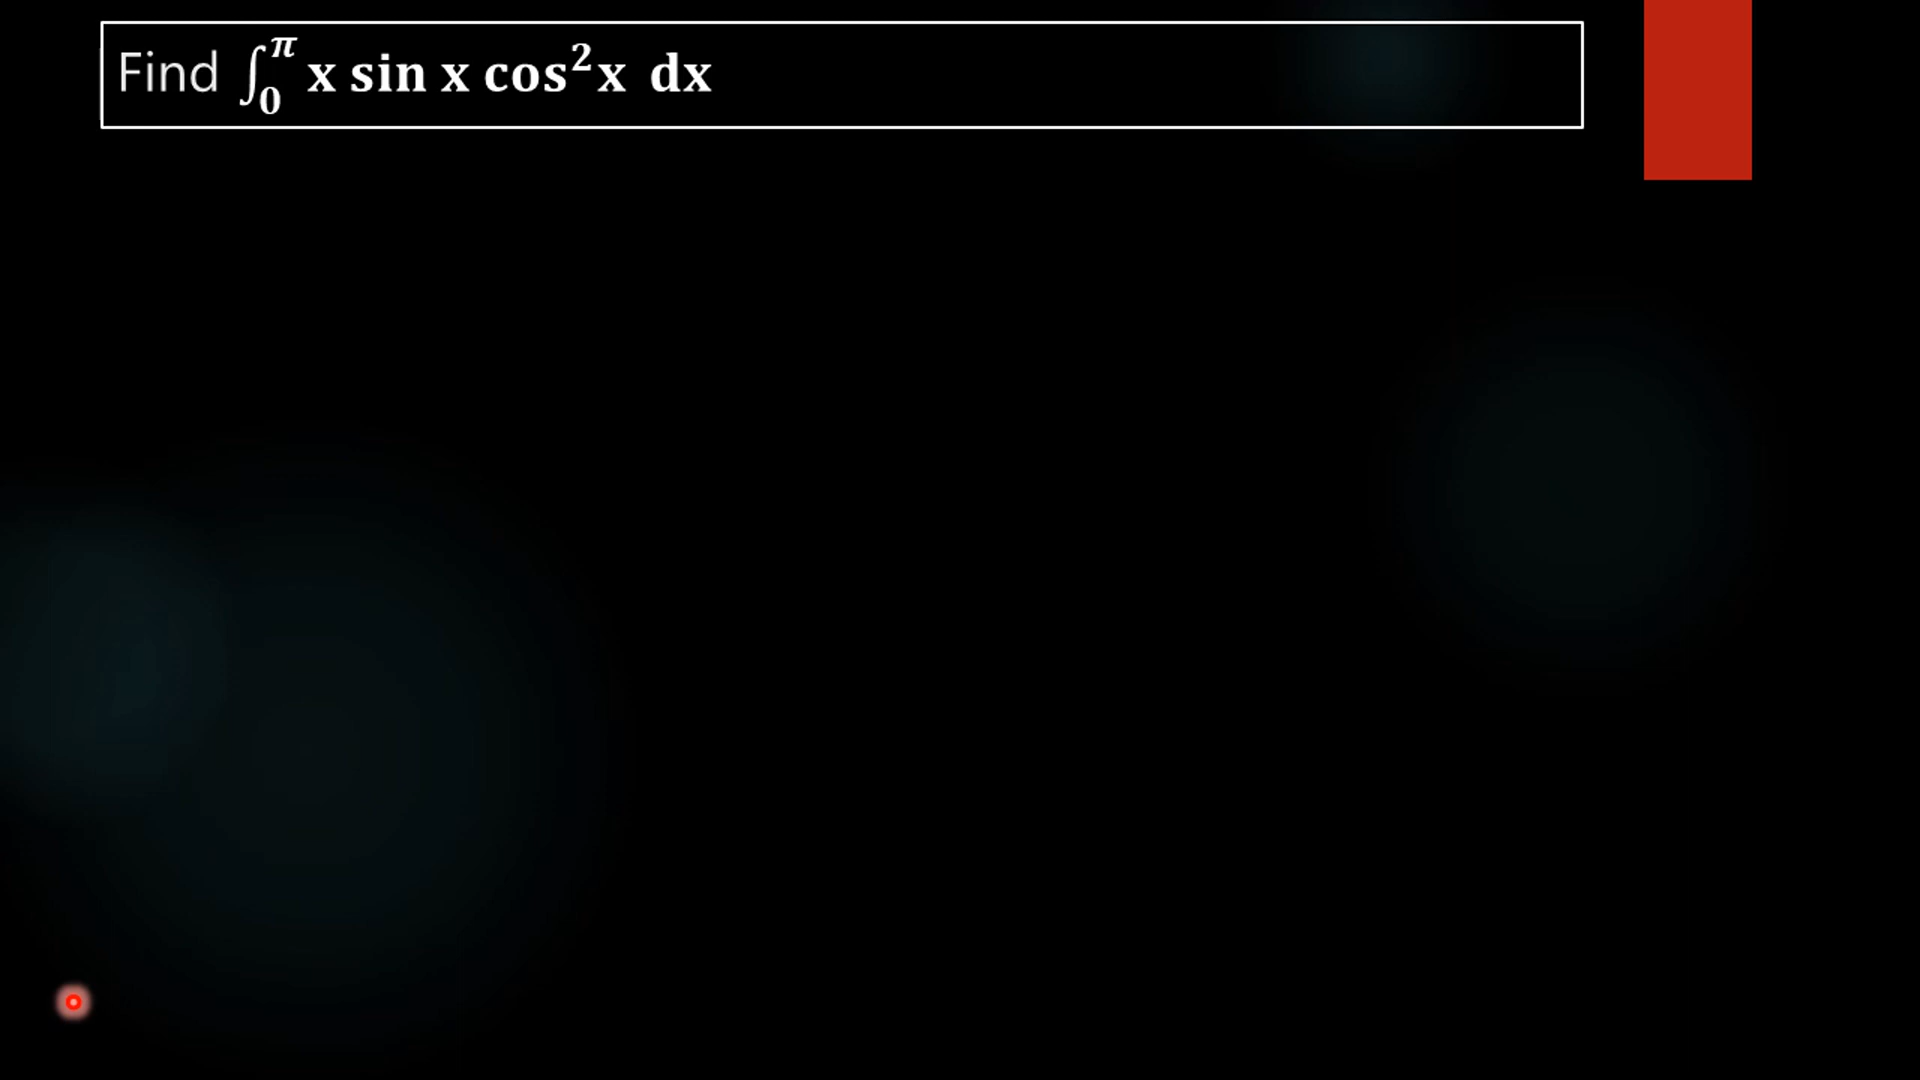 Find ∫₀^π x sin x cos²x dx